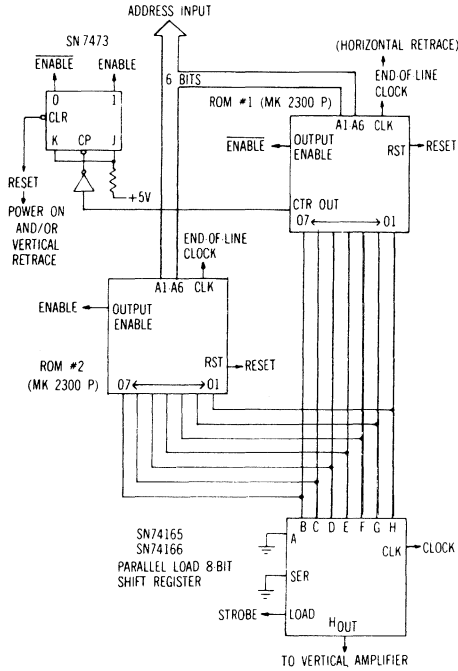 ADDRESS INPUT
SN 7473
ENABLE ENABLE
6 BITS
(HORIZONTAL RETRACE)
END-OF-LINE
CLOCK
ROM #1 (MK 2300 P)
O I
CLR
K CP J
A1 A6 CLK
OUTPUT
ENABLE
ENABLE
RST
RESET
RESET
+5V
POWER ON
AND/OR
VERTICAL
RETRACE
CTR OUT
07 01
END-OF-LINE
CLOCK
A1-A6 CLK
ENABLE
OUTPUT
ENABLE
ROM #2
(MK 2300 P)
RST
RESET
07 01
B C D E F G H
SN74165
SN74166
PARALLEL LOAD 8-BIT
SHIFT REGISTER
A
CLK
CLOCK
SER
STROBE
LOAD
HOUT
TO VERTICAL AMPLIFIER